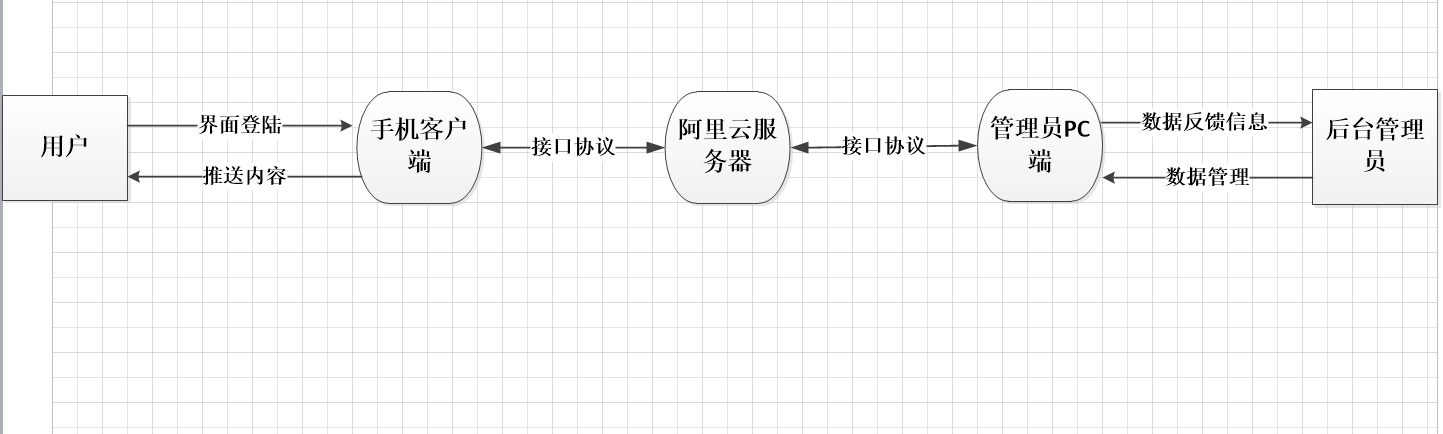 用户
界面登陆
推送内容
手机客户
端
接口协议
阿里云服
务器
接口协议
管理员PC
端
数据反馈信息
数据管理
后台管理
员